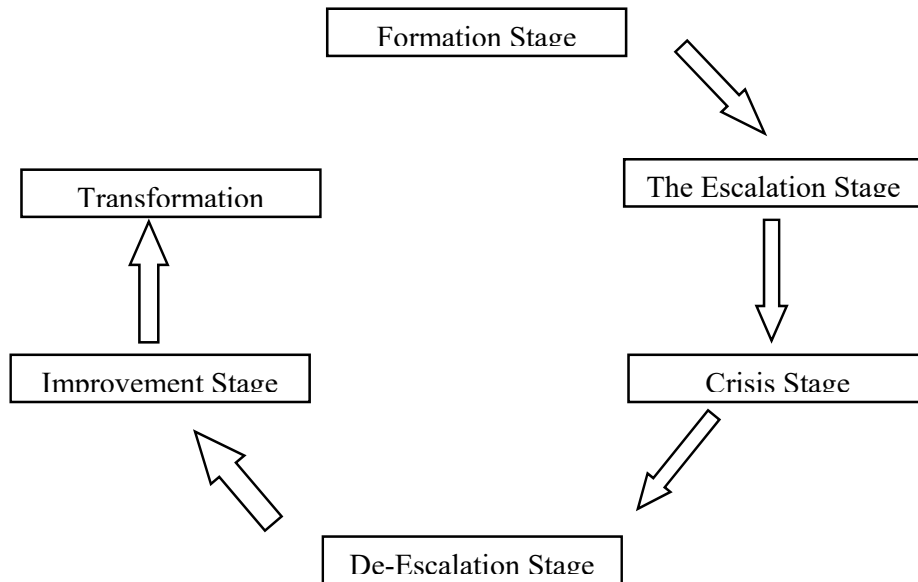 Formation Stage
The Escalation Stage
Crisis Stage
De-Escalation Stage
Improvement Stage
Transformation